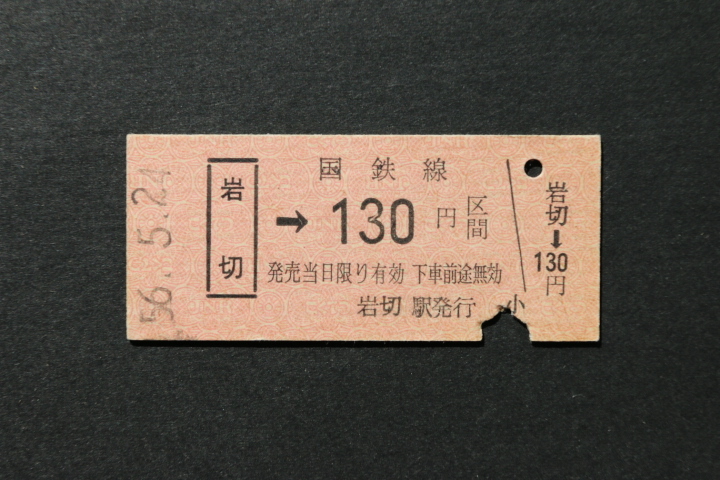 56.5.24
岩切
国鉄線
→130円区間
発売当日限り有効 下車前途無効
岩切駅発行
小
岩切→130円